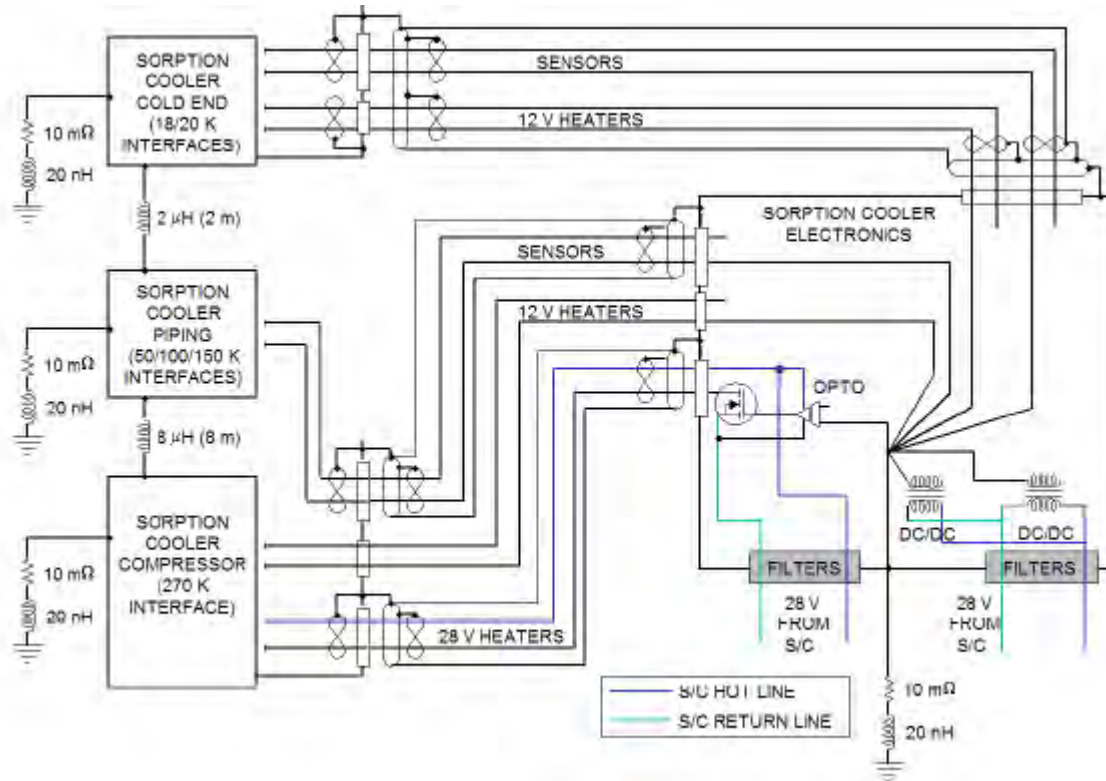 SORPTION
COOLER
COLD END
(18/20 K
INTERFACES)
10 mΩ
20 nH
2 μH (2 m)
SENSORS
12 V HEATERS
SORPTION COOLER
ELECTRONICS
SORPTION
COOLER
PIPING
(50/100/150 K
INTERFACES)
10 mΩ
20 nH
8 μH (8 m)
SENSORS
12 V HEATERS
OPTO
SORPTION
COOLER
COMPRESSOR
(270 K
INTERFACE)
10 mΩ
20 nH
28 V HEATERS
DC/DC
DC/DC
FILTERS
FILTERS
28 V
FROM
S/C
28 V
FROM
S/C
S/C HOT LINE
S/C RETURN LINE
10 mΩ
20 nH